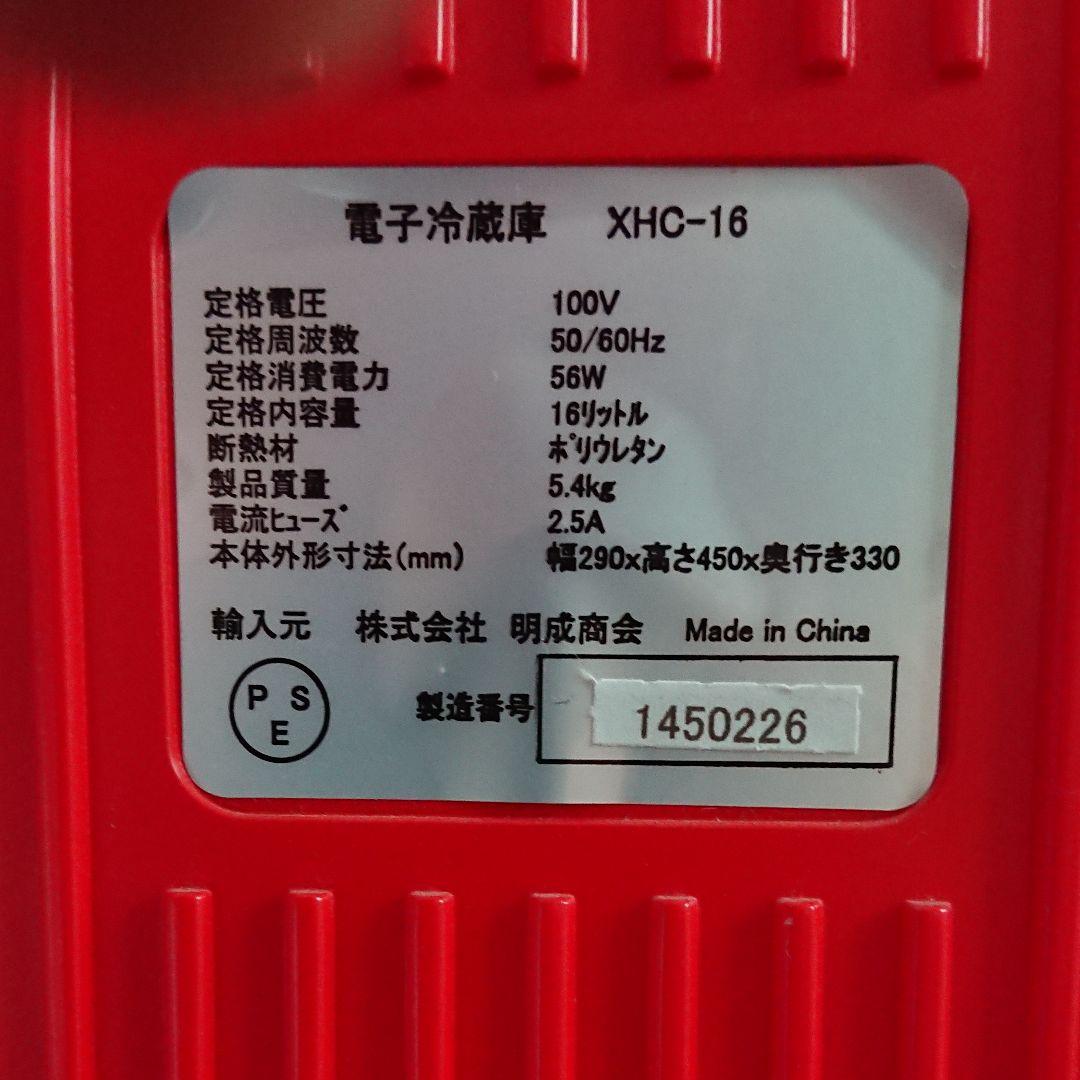 電子冷蔵庫 XHC-16
定格電圧 100V
定格周波数 50/60Hz
定格消費電力 56W
定格内容量 16リットル
断熱材 ポリウレタン
製品質量 5.4kg
電流ヒューズ 2.5A
本体外形寸法(mm) 幅290x高さ450x奥行き330
輸入元 株式会社 明成商会 Made in China
PSE 製造番号 1450226